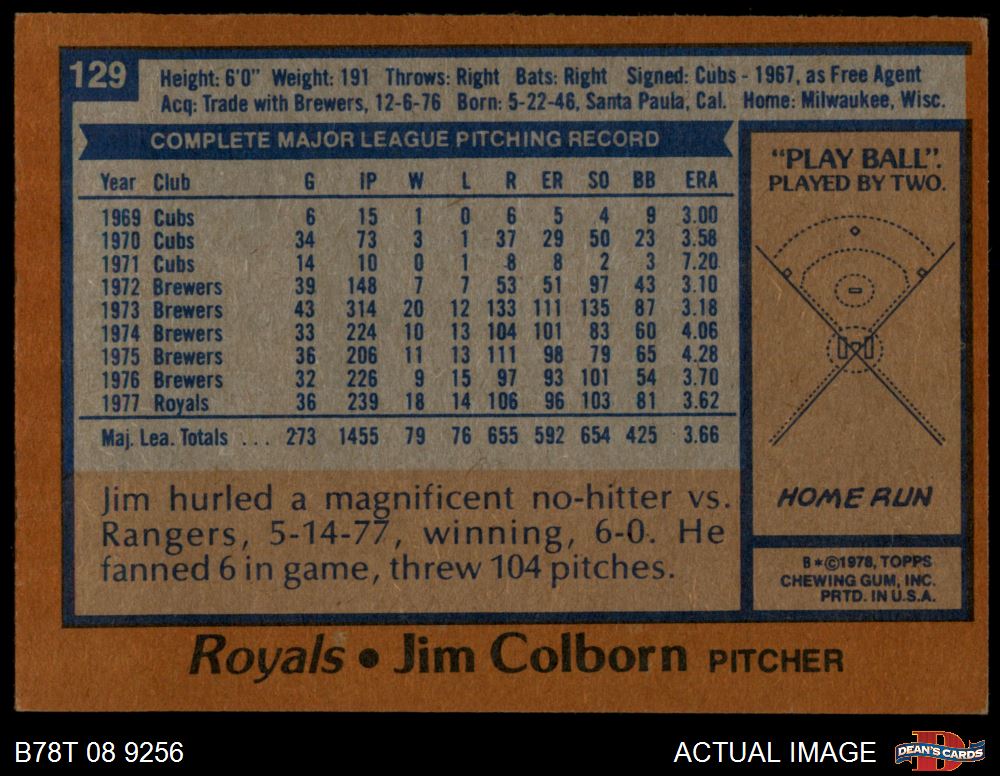 129
Height: 6'0" Weight: 191 Throws: Right Bats: Right Signed: Cubs - 1967, as Free Agent
Acq: Trade with Brewers, 12-6-76 Born: 5-22-46, Santa Paula, Cal. Home: Milwaukee, Wisc.
COMPLETE MAJOR LEAGUE PITCHING RECORD
Year Club G IP W L R ER SO BB ERA
1969 Cubs 6 15 1 0 6 5 4 9 3.00
1970 Cubs 34 73 3 1 37 29 50 23 3.58
1971 Cubs 14 10 0 1 8 8 2 3 7.20
1972 Brewers 39 148 7 7 53 51 97 43 3.10
1973 Brewers 43 314 20 12 133 111 135 87 3.18
1974 Brewers 33 224 10 13 104 101 83 60 4.06
1975 Brewers 36 206 11 13 111 98 79 65 4.28
1976 Brewers 32 226 9 15 97 93 101 54 3.70
1977 Royals 36 239 18 14 106 96 103 81 3.62
Maj. Lea. Totals ... 273 1455 79 76 655 592 654 425 3.66
Jim hurled a magnificent no-hitter vs.
Rangers, 5-14-77, winning, 6-0. He
fanned 6 in game, threw 104 pitches.
"PLAY BALL".
PLAYED BY TWO.
HOME RUN
B*©1978, TOPPS
CHEWING GUM, INC.
PRTD. IN U.S.A.
Royals • Jim Colborn PITCHER
B78T 08 9256
ACTUAL IMAGE
DEAN'S CARDS